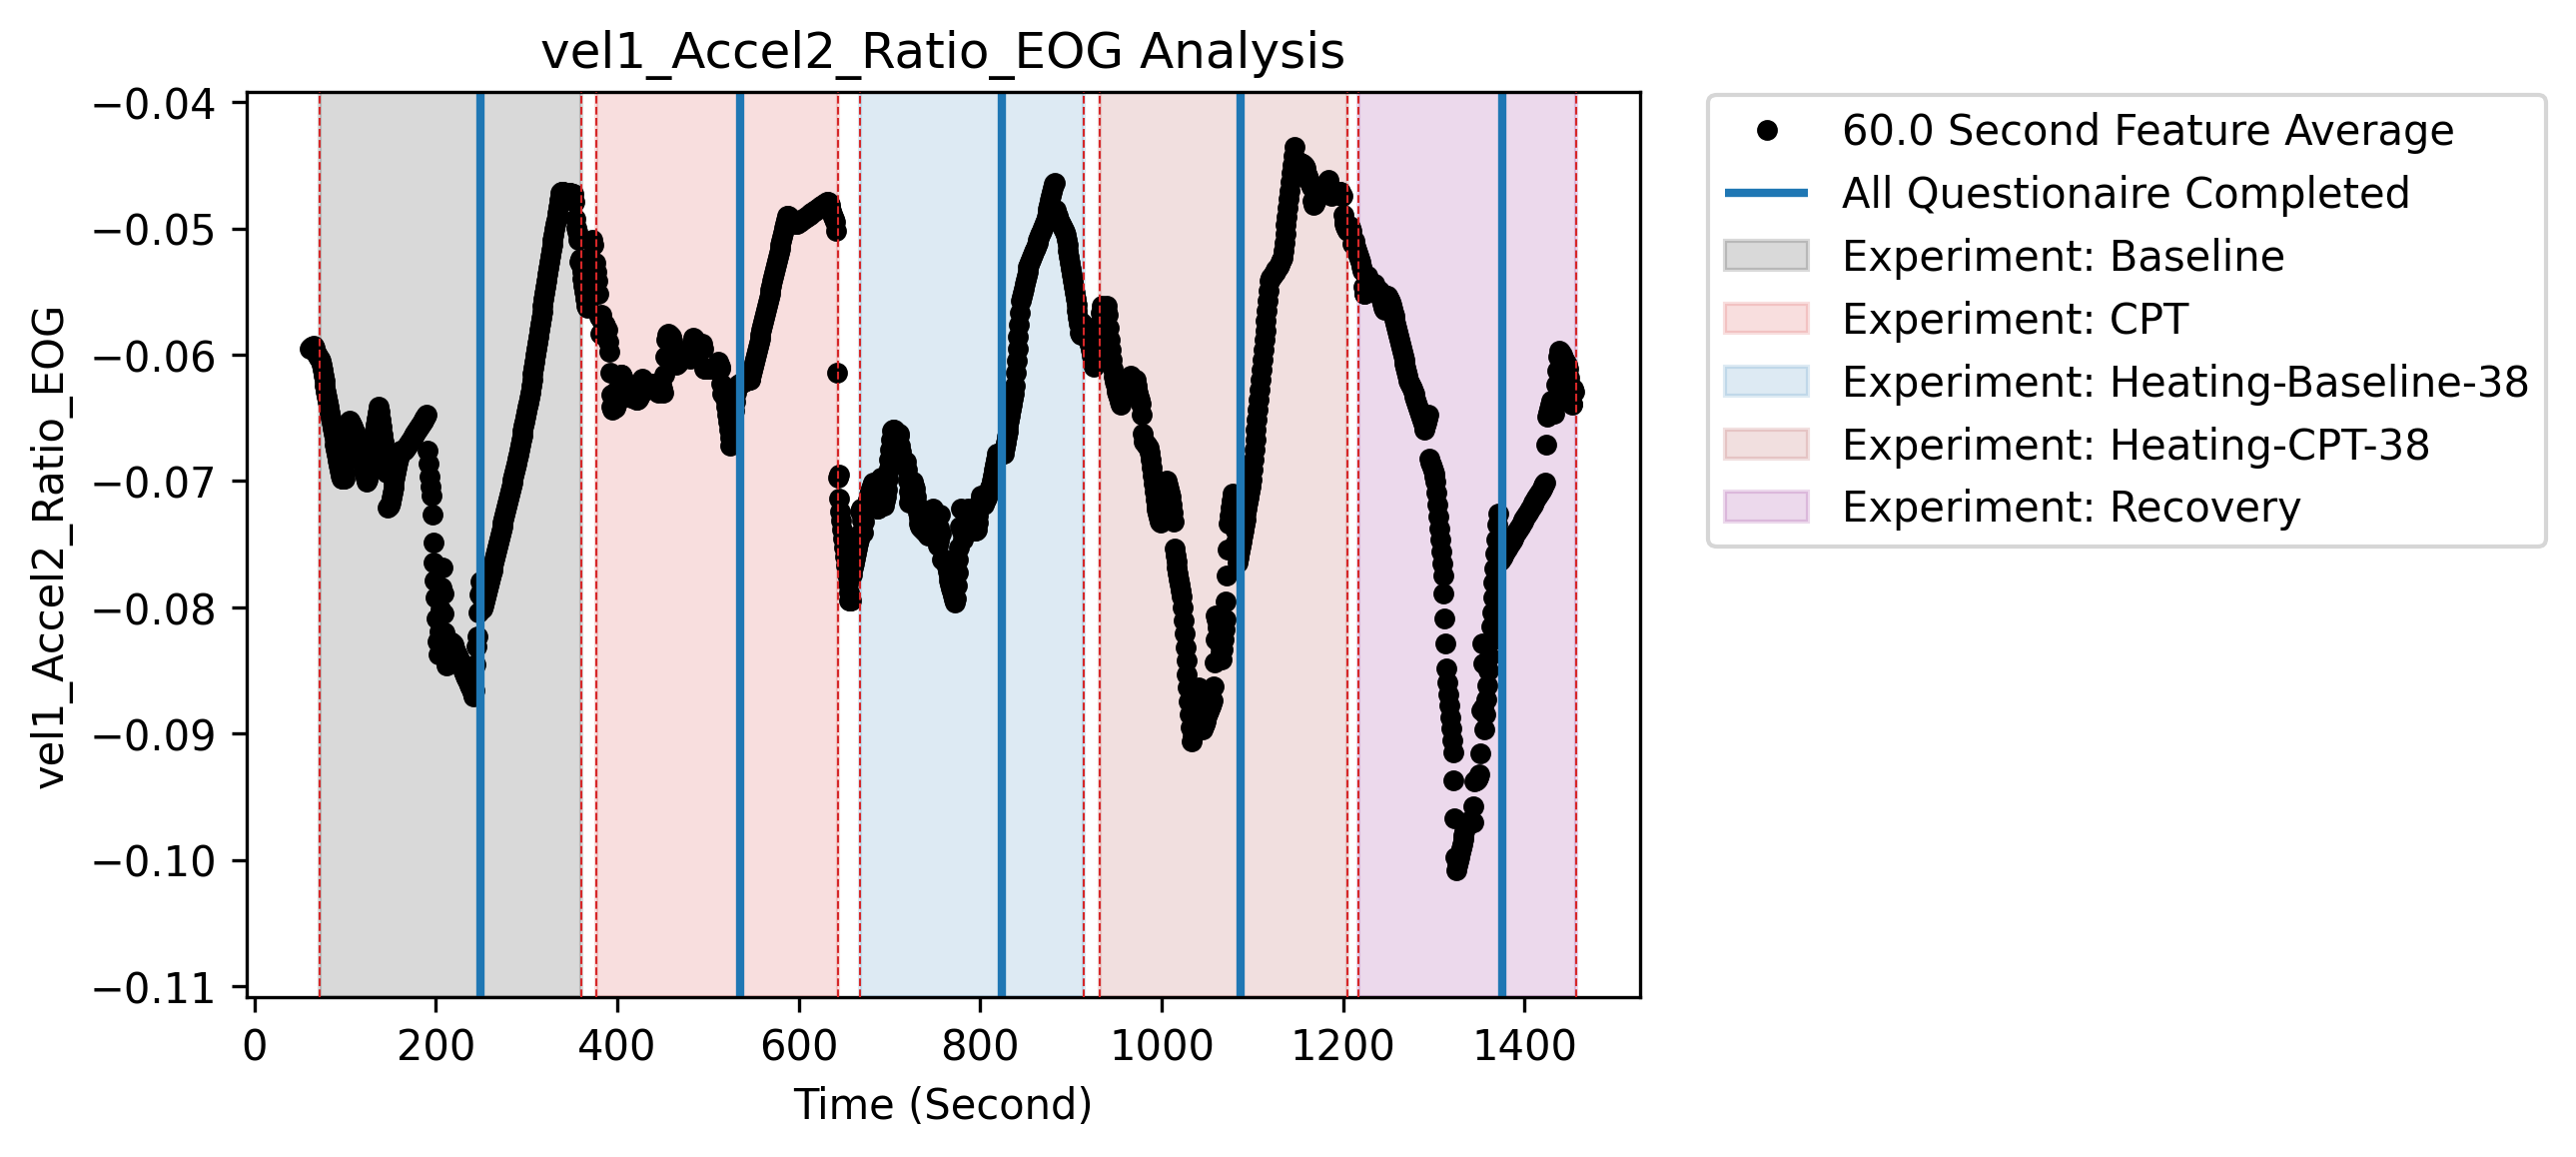 vel1_Accel2_Ratio_EOG Analysis
vel1_Accel2_Ratio_EOG
−0.04
−0.05
−0.06
−0.07
−0.08
−0.09
−0.10
−0.11
0 200 400 600 800 1000 1200 1400
Time (Second)
60.0 Second Feature Average
All Questionaire Completed
Experiment: Baseline
Experiment: CPT
Experiment: Heating-Baseline-38
Experiment: Heating-CPT-38
Experiment: Recovery